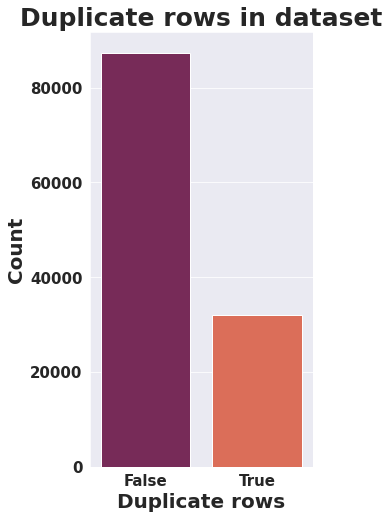 Duplicate rows in dataset
Count
80000
60000
40000
20000
0
False True
Duplicate rows